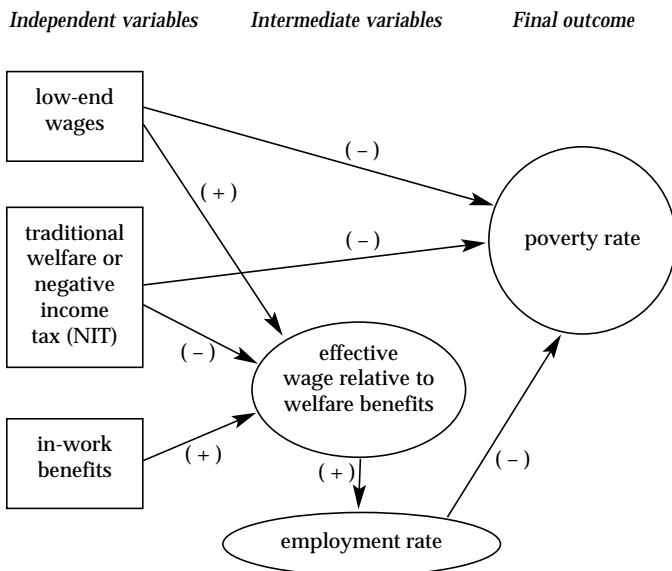 Independent variables
Intermediate variables
Final outcome
low-end
wages
( – )
( + )
traditional
welfare or
negative
income
tax (NIT)
( – )
poverty rate
( – )
effective
wage relative to
welfare benefits
in-work
benefits
( + )
( + )
( – )
employment rate